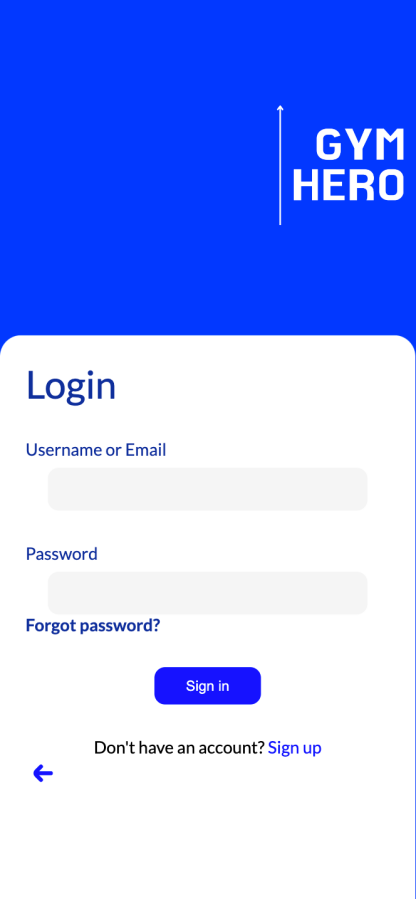 GYM
HERO
Login
Username or Email
Password
Forgot password?
Sign in
Don't have an account? Sign up